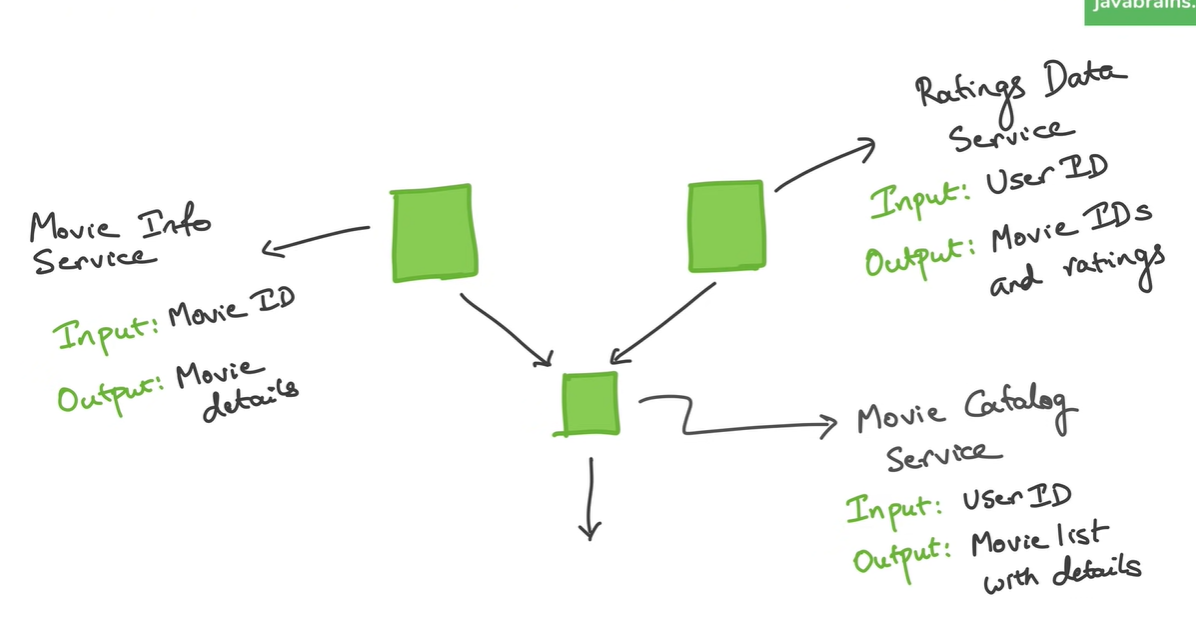 javabrains.
Ratings Data
Service
Input: User ID
Output: Movie IDs
and ratings
Movie Info
Service
Input: Movie ID
Output: Movie
details
Movie Catalog
Service
Input: User ID
Output: Movie list
with details